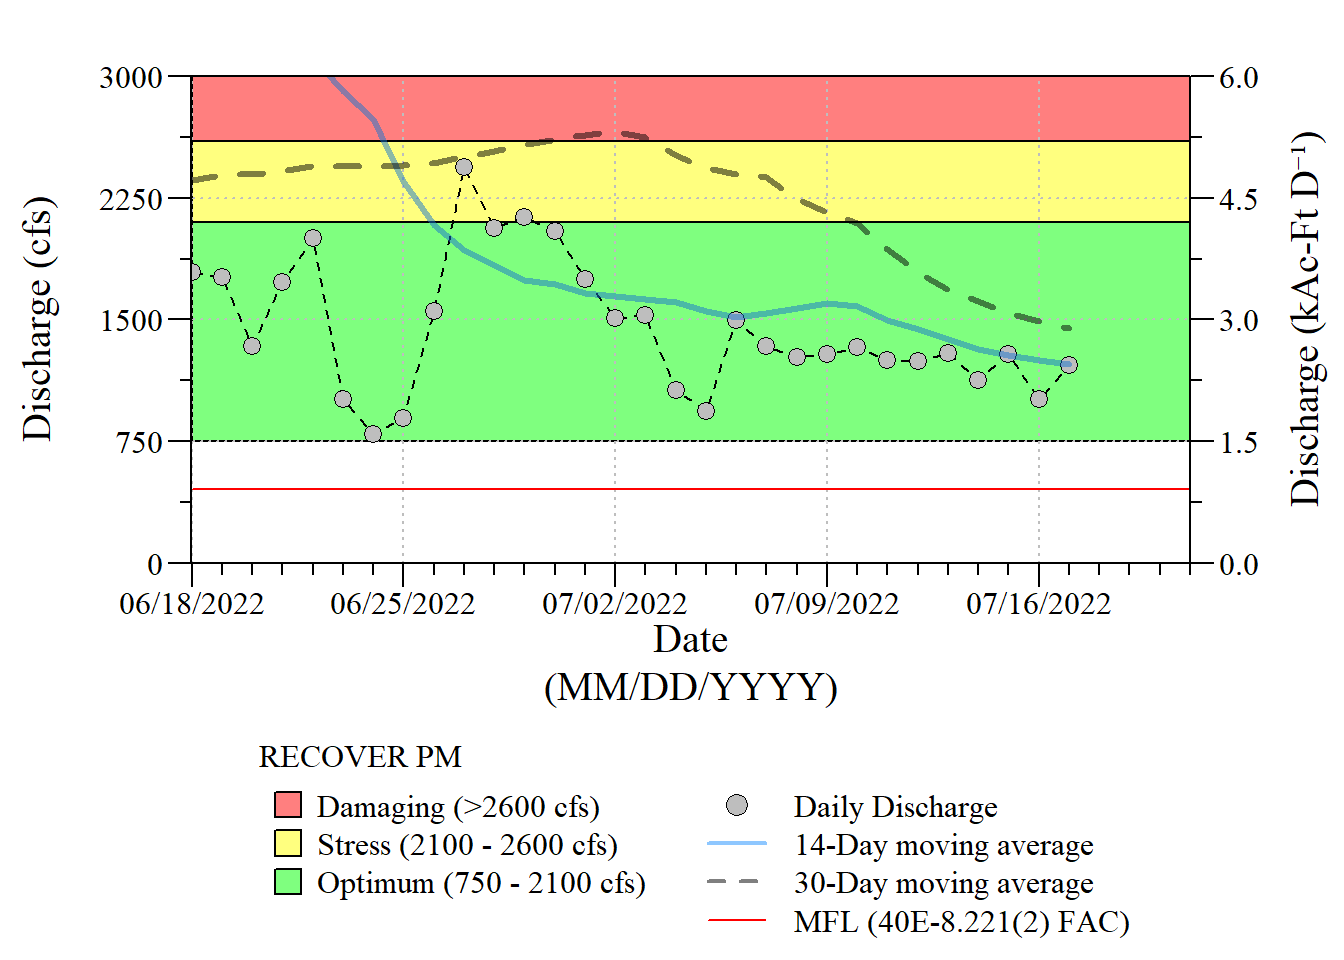 3000
2250
1500
750
0
Discharge (cfs)
6.0
4.5
3.0
1.5
0.0
Discharge (kAc-Ft D⁻¹)
06/18/2022 06/25/2022 07/02/2022 07/09/2022 07/16/2022
Date
(MM/DD/YYYY)
RECOVER PM
Damaging (>2600 cfs)
Stress (2100 - 2600 cfs)
Optimum (750 - 2100 cfs)
Daily Discharge
14-Day moving average
30-Day moving average
MFL (40E-8.221(2) FAC)